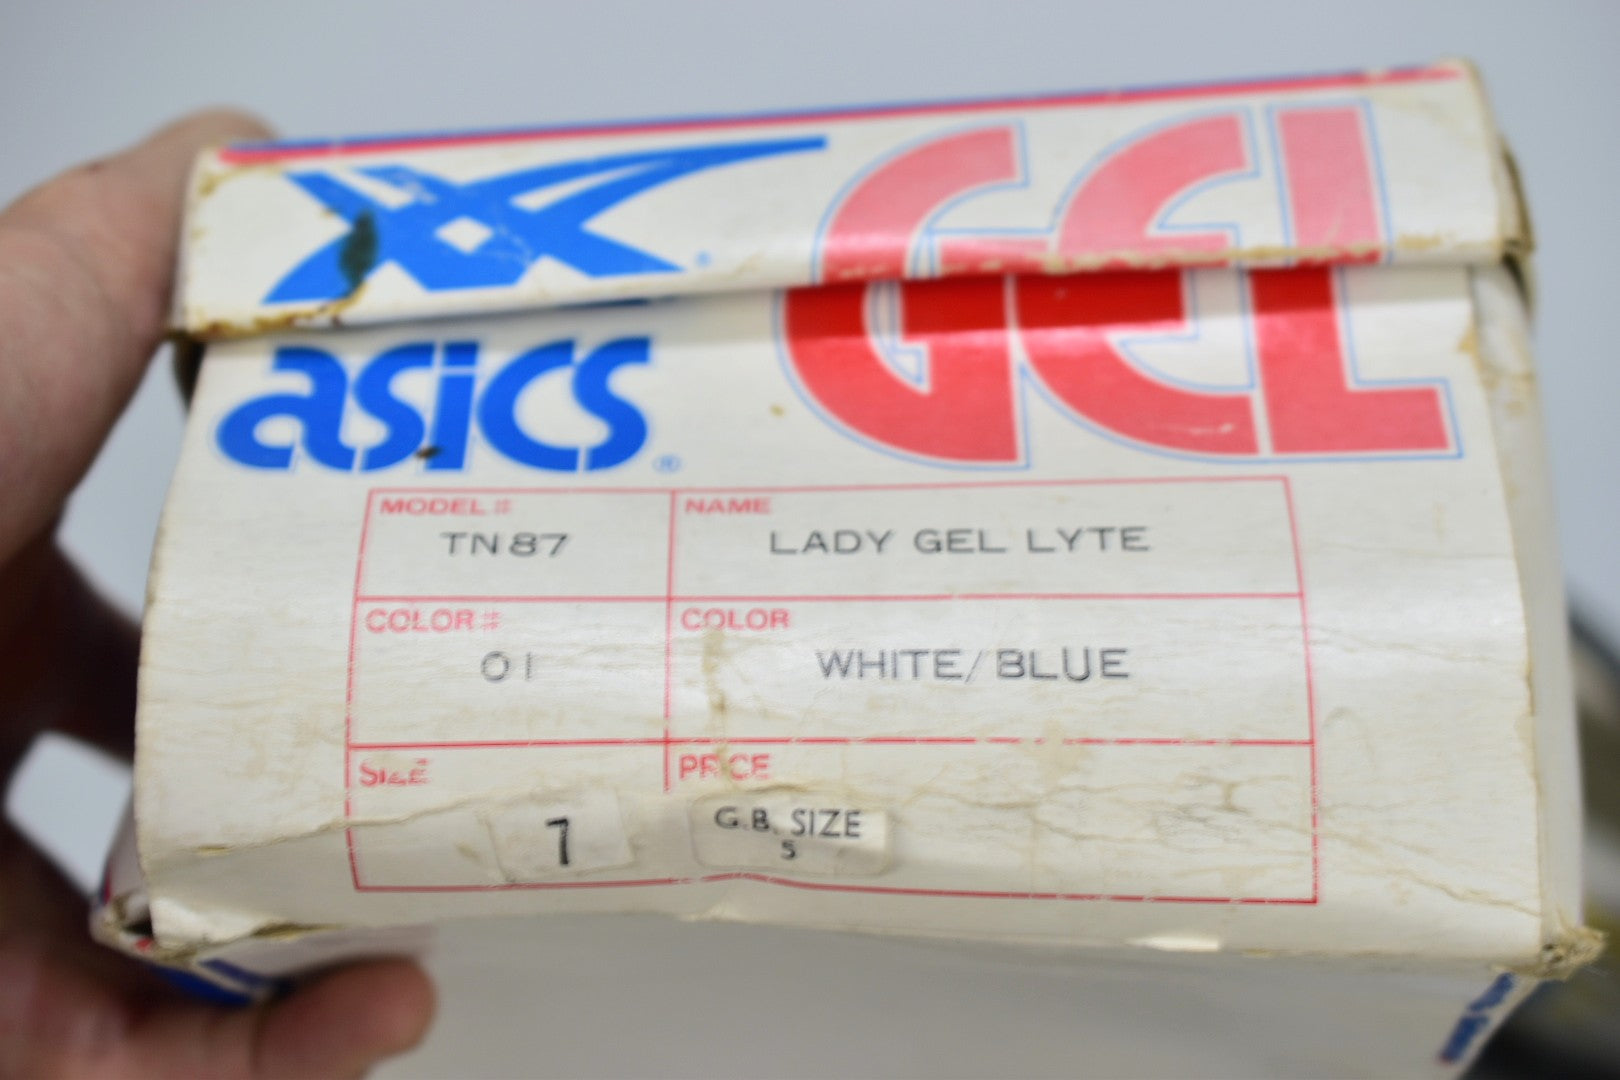 asics®
GEL
MODEL #
TN87
NAME
LADY GEL LYTE
COLOR #
01
COLOR
WHITE/BLUE
SIZE
7
PRICE
G.B. SIZE
5